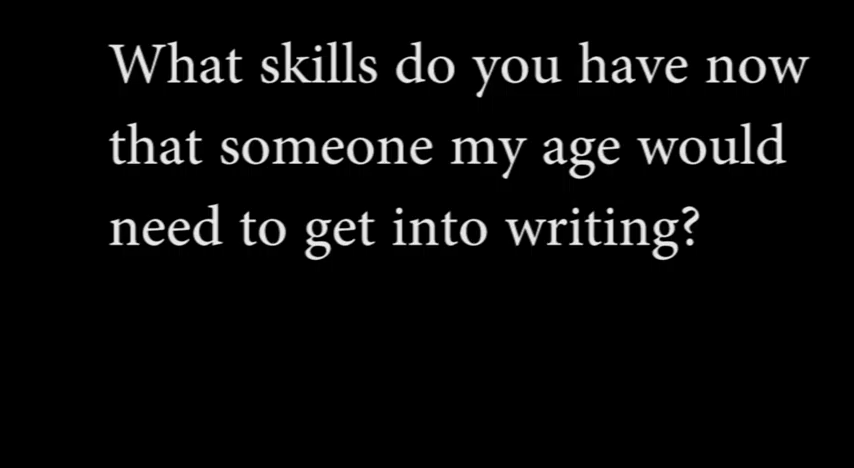 What skills do you have now
that someone my age would
need to get into writing?